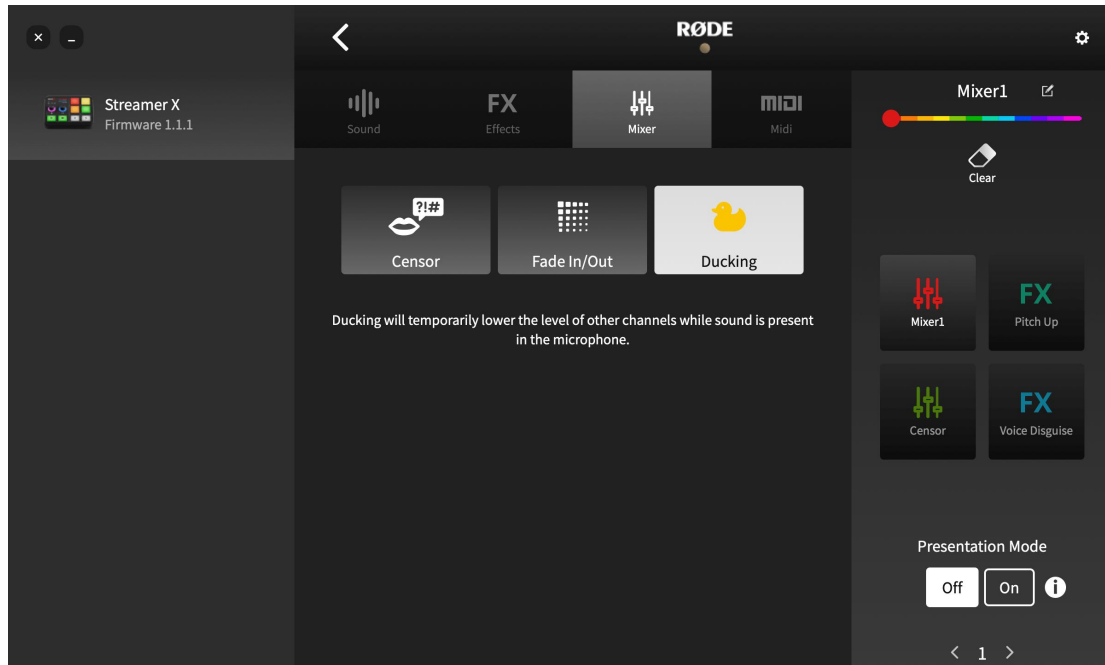 RØDE
Streamer X
Firmware 1.1.1
Sound
FX
Effects
Mixer
MIDI
Midi
Mixer1
Clear
?!#
Censor
Fade In/Out
Ducking
Ducking will temporarily lower the level of other channels while sound is present
in the microphone.
Mixer1
FX
Pitch Up
Censor
FX
Voice Disguise
Presentation Mode
Off
On
i
< 1 >